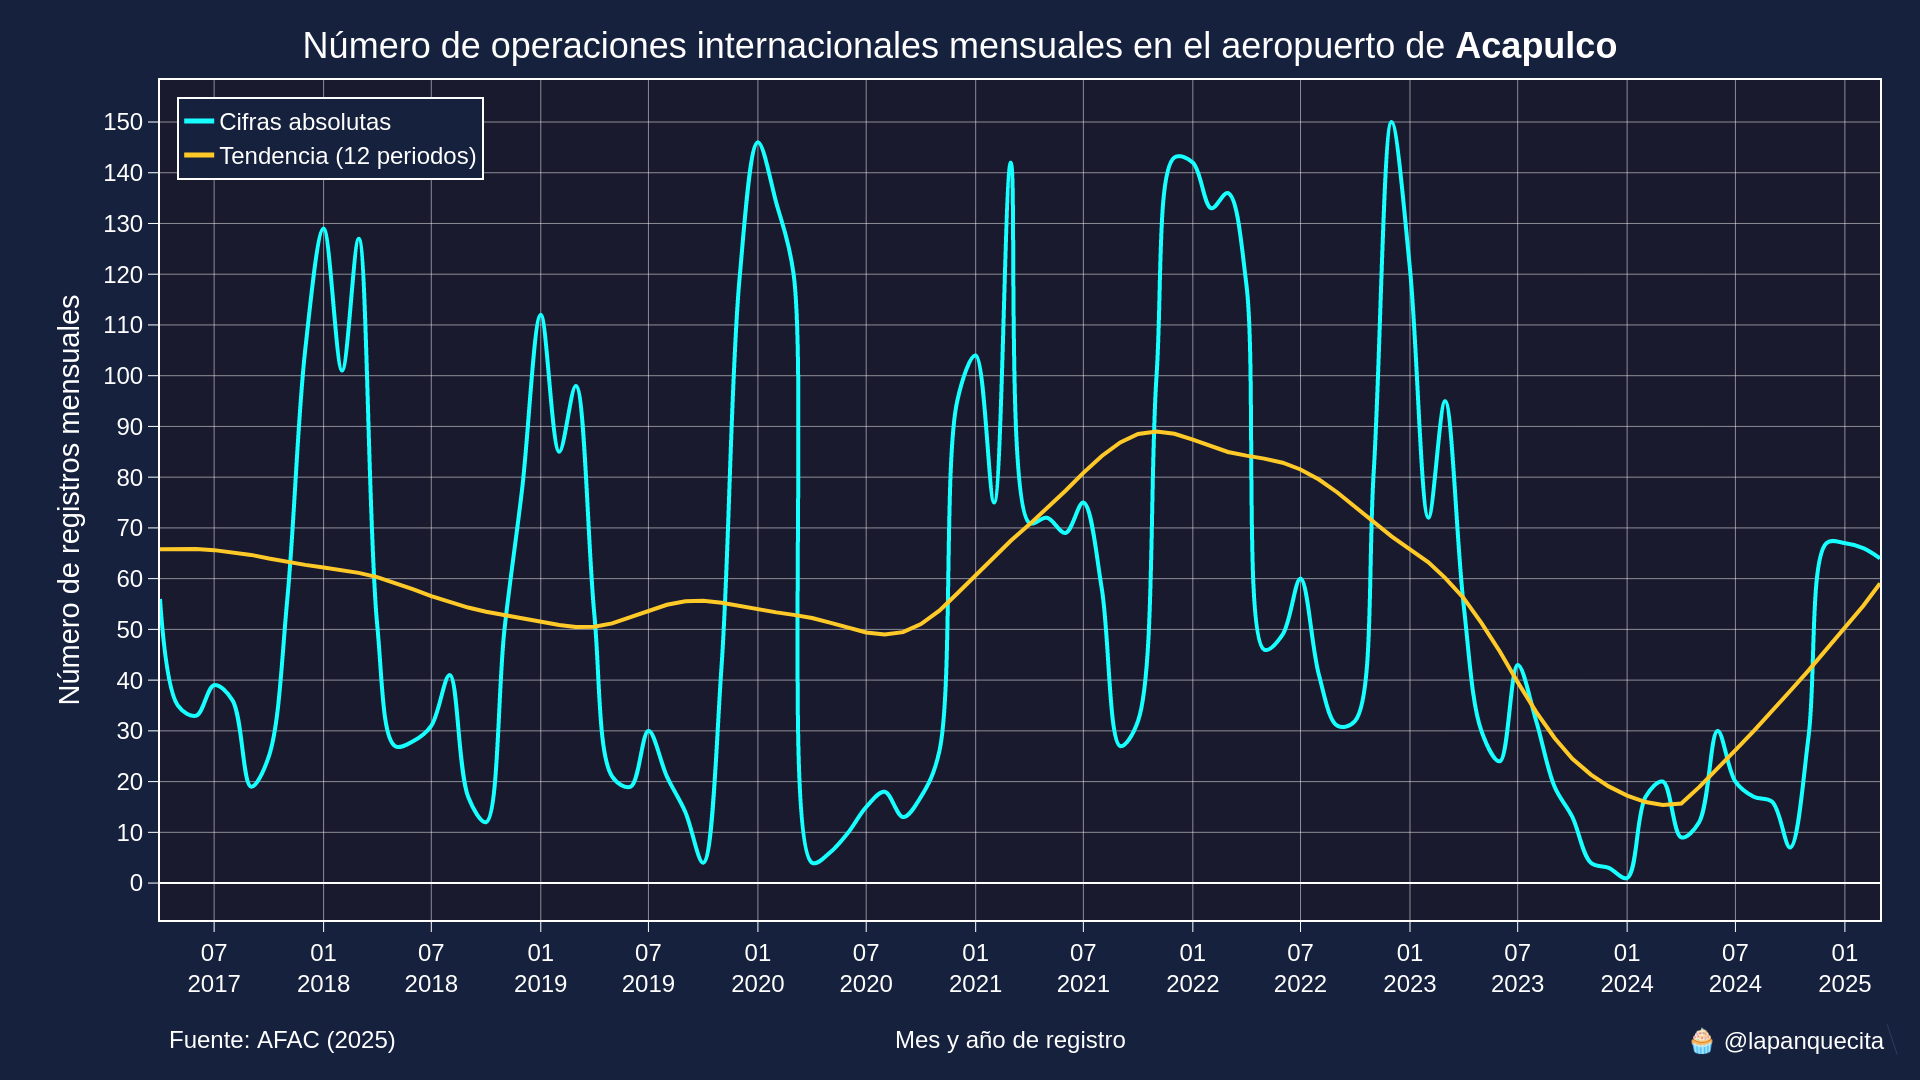 Número de operaciones internacionales mensuales en el aeropuerto de Acapulco
Cifras absolutas
Tendencia (12 periodos)
Número de registros mensuales
150
140
130
120
110
100
90
80
70
60
50
40
30
20
10
0
07 01 07 01 07 01 07 01 07 01 07 01 07 01 07 01
2017 2018 2018 2019 2019 2020 2020 2021 2021 2022 2022 2023 2023 2024 2024 2025
Fuente: AFAC (2025)
Mes y año de registro
🧁 @lapanquecita